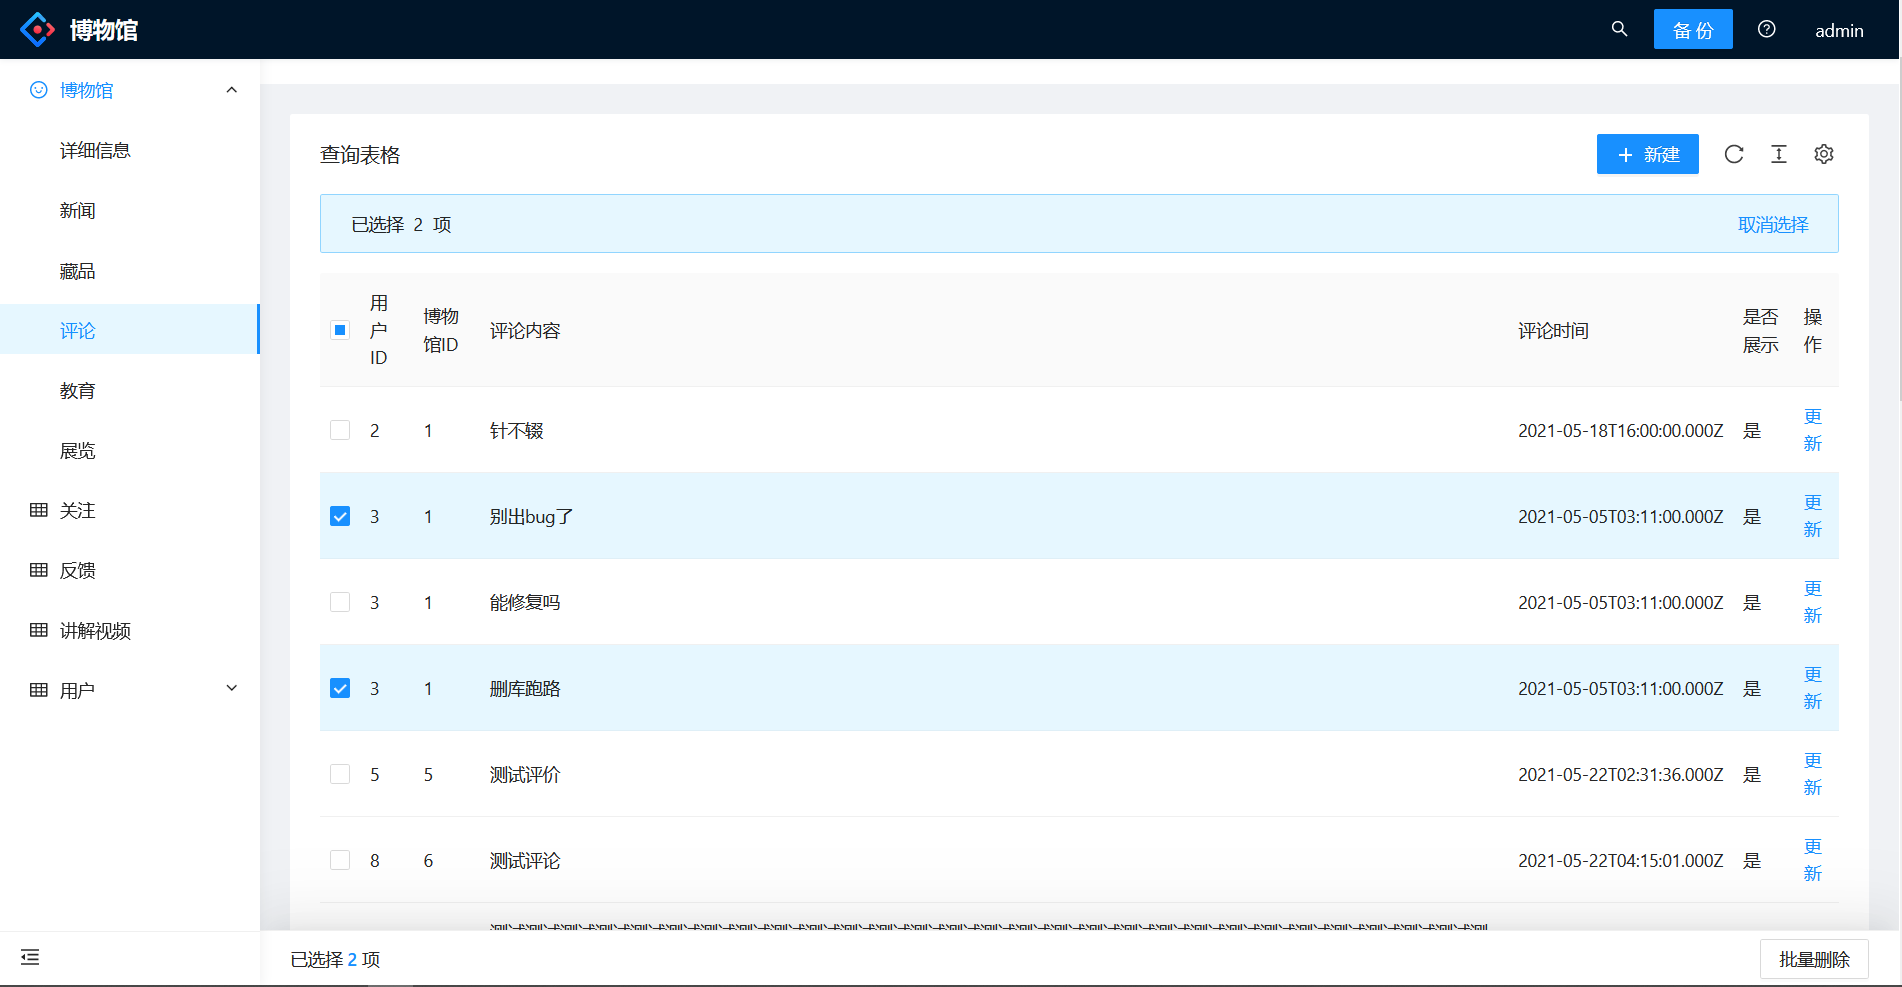 博物馆
备 份
admin
博物馆
详细信息
新闻
藏品
评论
教育
展览
关注
反馈
讲解视频
用户
查询表格
+ 新建
已选择 2 项
取消选择
用户ID
博物馆ID
评论内容
评论时间
是否展示
操作
2 1 针不辍 2021-05-18T16:00:00.000Z 是 更新
3 1 别出bug了 2021-05-05T03:11:00.000Z 是 更新
3 1 能修复吗 2021-05-05T03:11:00.000Z 是 更新
3 1 删库跑路 2021-05-05T03:11:00.000Z 是 更新
5 5 测试评价 2021-05-22T02:31:36.000Z 是 更新
8 6 测试评论 2021-05-22T04:15:01.000Z 是 更新
已选择 2 项
批量删除